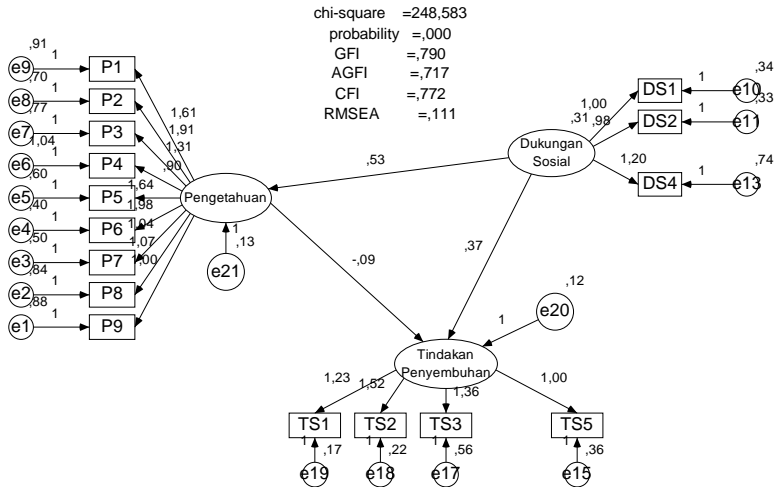 chi-square =248,583
probability =,000
GFI =,790
AGFI =,717
CFI =,772
RMSEA =,111
,91
e9 1 P1
,70
e8 1 P2
,77
e7 1 P3
1,04
e6 1 P4
,60
e5 1 P5
,40
e4 1 P6
,50
e3 1 P7
,84
e2 1 P8
,88
e1 1 P9
1,61
1,91
1,31
,90
1,64
1,98
1,04
1,07
1,00
Pengetahuan
1
,13
e21
,53
-,09
,37
Dukungan
Sosial
,31
1,00
,98
1,20
DS1 1 e10 ,34
DS2 1 e11 ,33
DS4 1 e13 ,74
,12
e20
1
Tindakan
Penyembuhan
1,23
1,52
1,36
1,00
TS1 TS2 TS3 TS5
1 ,17 1 ,22 1 ,56 1 ,36
e19 e18 e17 e15